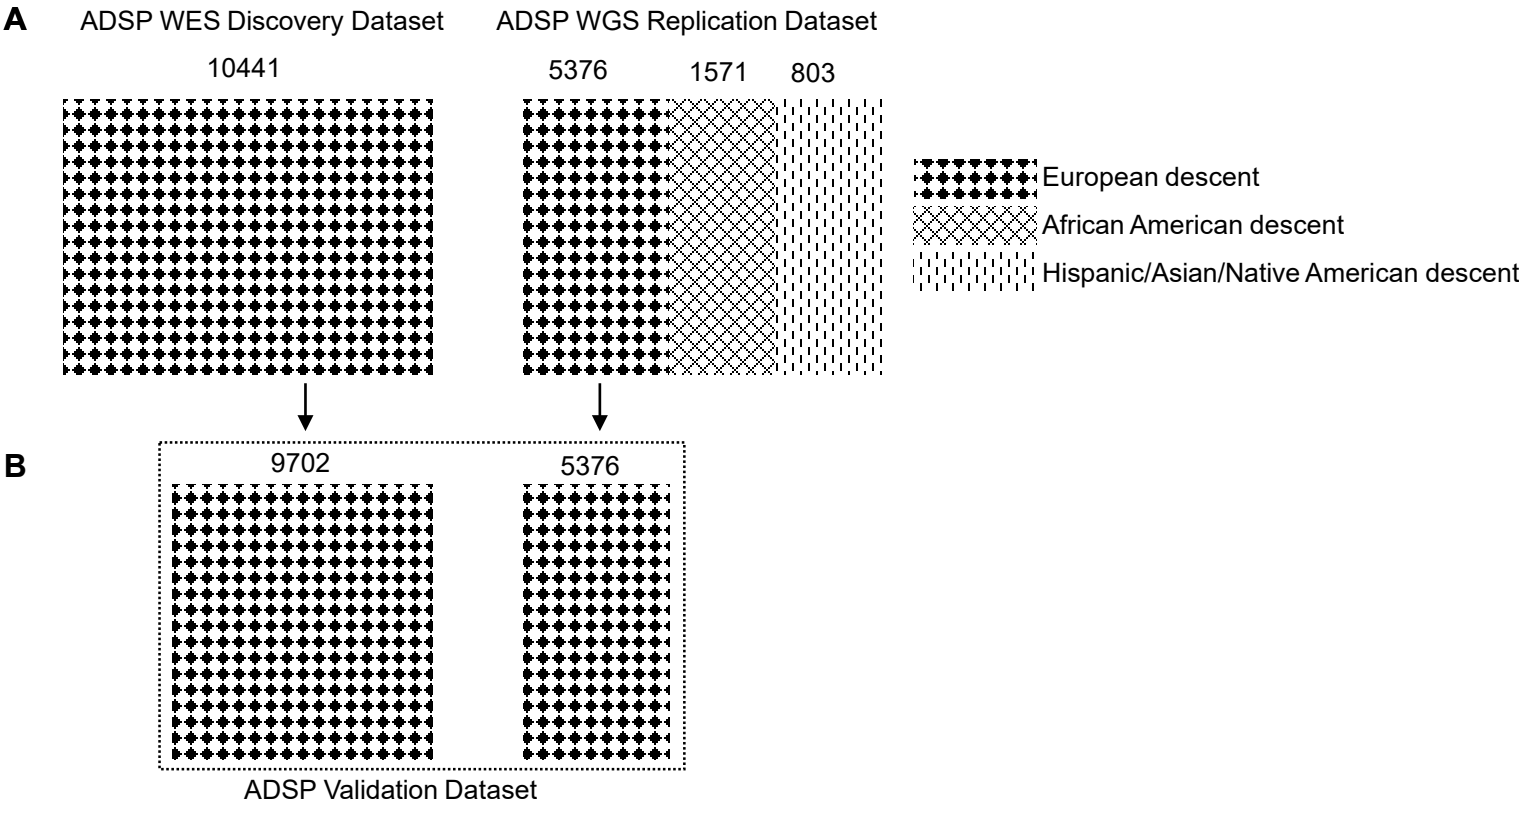 A
ADSP WES Discovery Dataset
ADSP WGS Replication Dataset
10441
5376
1571
803
European descent
African American descent
Hispanic/Asian/Native American descent
B
9702
5376
ADSP Validation Dataset